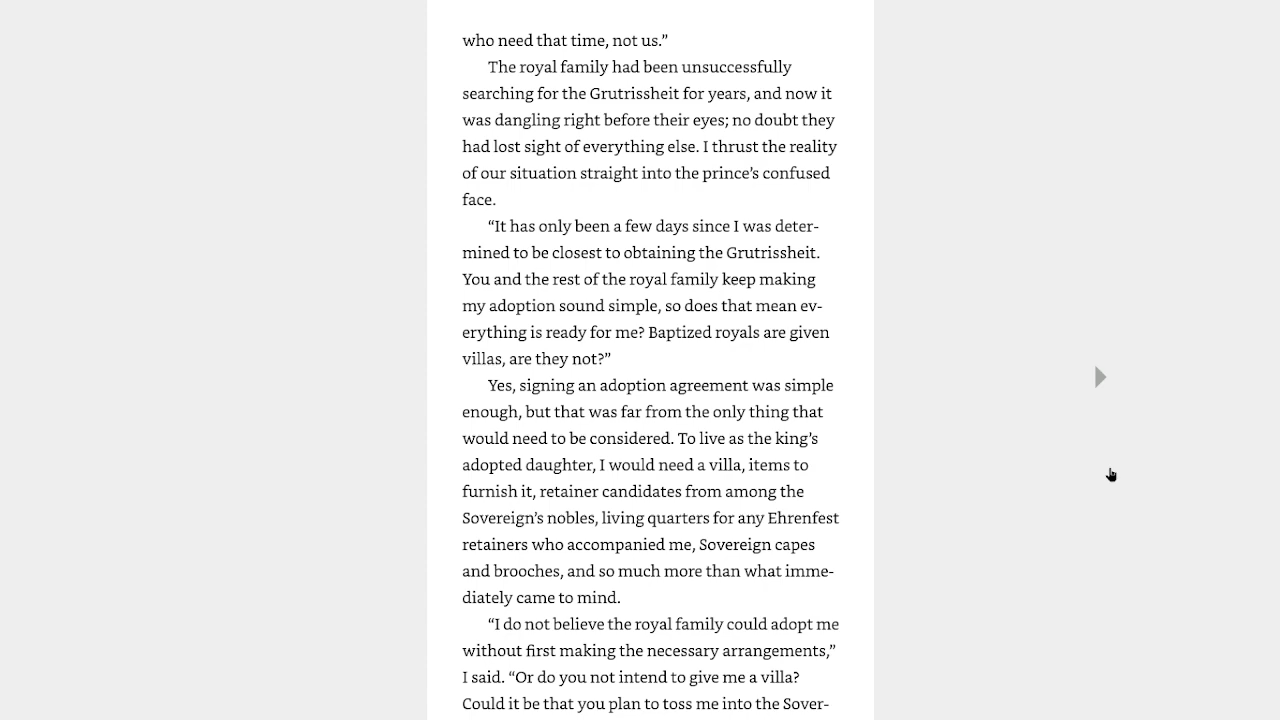 who need that time, not us.”
The royal family had been unsuccessfully
searching for the Grutrissheit for years, and now it
was dangling right before their eyes; no doubt they
had lost sight of everything else. I thrust the reality
of our situation straight into the prince’s confused
face.
“It has only been a few days since I was deter-
mined to be closest to obtaining the Grutrissheit.
You and the rest of the royal family keep making
my adoption sound simple, so does that mean ev-
erything is ready for me? Baptized royals are given
villas, are they not?”
Yes, signing an adoption agreement was simple
enough, but that was far from the only thing that
would need to be considered. To live as the king’s
adopted daughter, I would need a villa, items to
furnish it, retainer candidates from among the
Sovereign’s nobles, living quarters for any Ehrenfest
retainers who accompanied me, Sovereign capes
and brooches, and so much more than what imme-
diately came to mind.
“I do not believe the royal family could adopt me
without first making the necessary arrangements,”
I said. “Or do you not intend to give me a villa?
Could it be that you plan to toss me into the Sover-